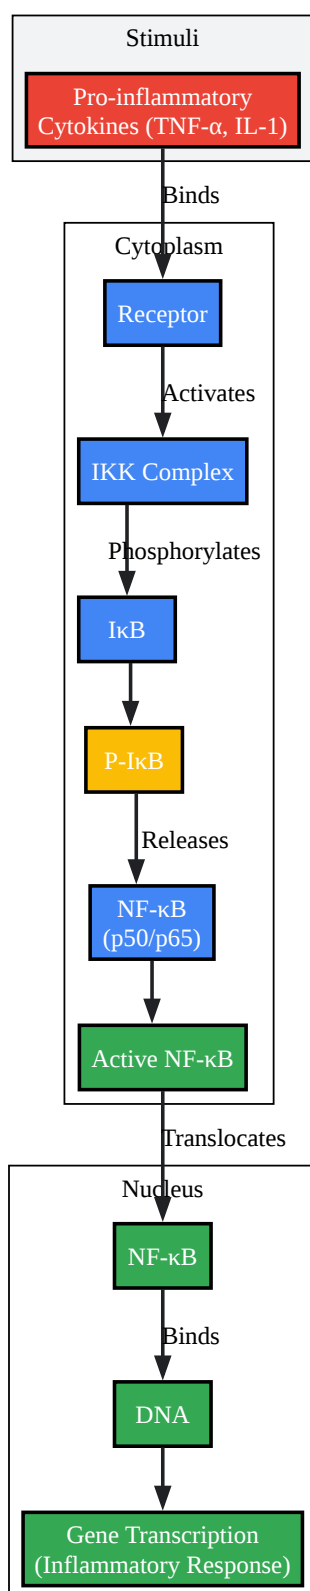 Stimuli
Pro-inflammatory
Cytokines (TNF-α, IL-1)
Binds
Cytoplasm
Receptor
Activates
IKK Complex
Phosphorylates
IκB
P-IκB
Releases
NF-κB
(p50/p65)
Active NF-κB
Translocates
Nucleus
NF-κB
Binds
DNA
Gene Transcription
(Inflammatory Response)